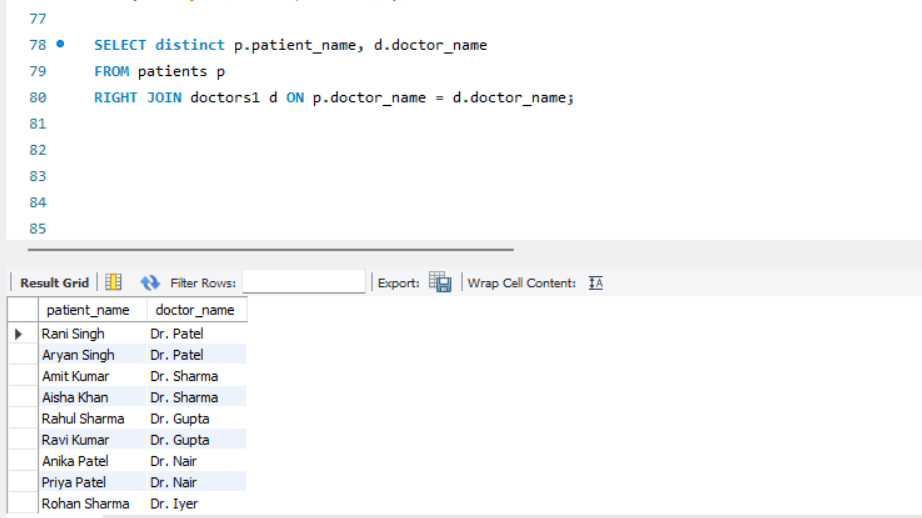 77
78 SELECT distinct p.patient_name, d.doctor_name
79 FROM patients p
80 RIGHT JOIN doctors1 d ON p.doctor_name = d.doctor_name;
81
82
83
84
85
Result Grid Filter Rows: Export: Wrap Cell Content: IA
patient_name doctor_name
Rani Singh Dr. Patel
Aryan Singh Dr. Patel
Amit Kumar Dr. Sharma
Aisha Khan Dr. Sharma
Rahul Sharma Dr. Gupta
Ravi Kumar Dr. Gupta
Anika Patel Dr. Nair
Priya Patel Dr. Nair
Rohan Sharma Dr. Iyer